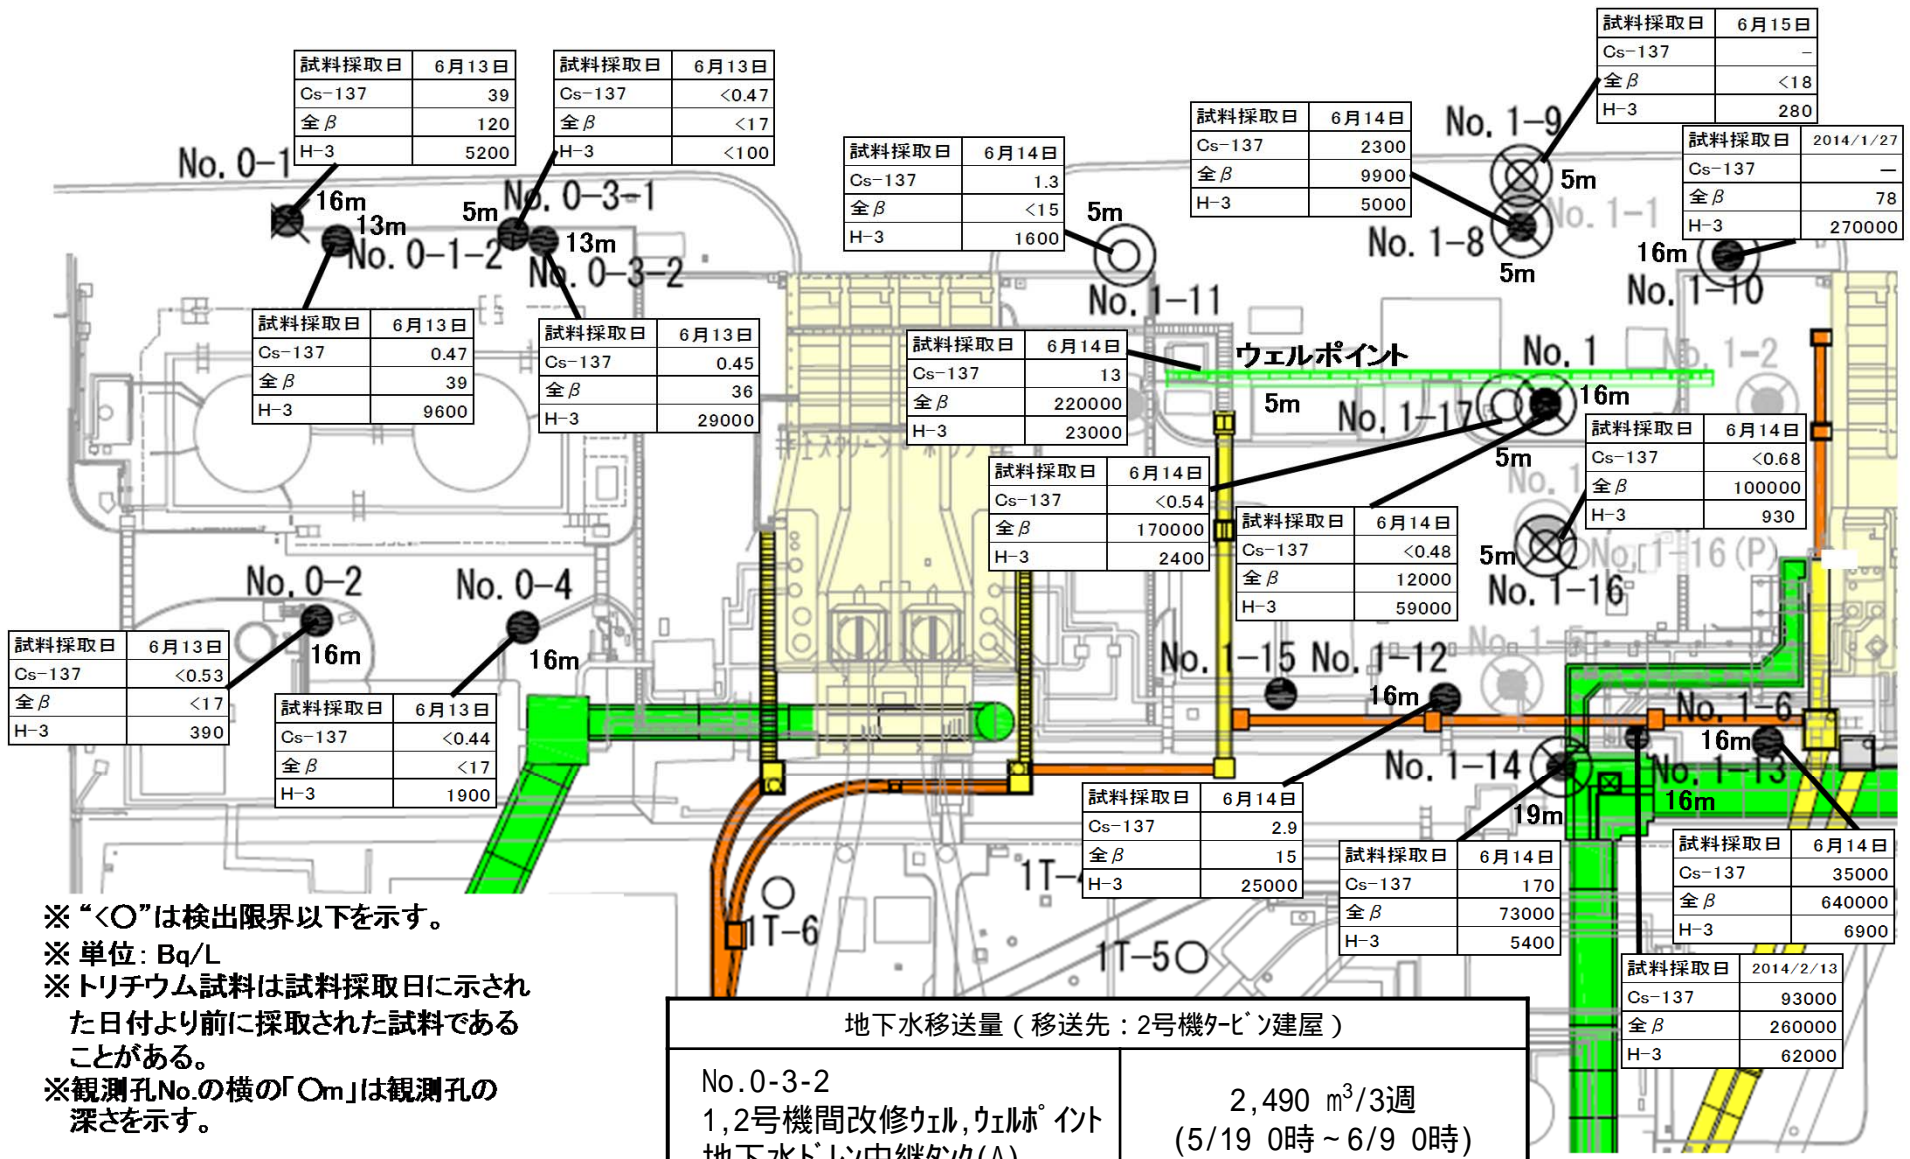 試料採取日 6月13日
Cs-137 39
全β 120
H-3 5200
試料採取日 6月13日
Cs-137 <0.47
全β <17
H-3 <100
試料採取日 6月14日
Cs-137 1.3
全β <15
H-3 1600
試料採取日 6月14日
Cs-137 2300
全β 9900
H-3 5000
試料採取日 6月15日
Cs-137 -
全β <18
H-3 280
試料採取日 2014/1/27
Cs-137 —
全β 78
H-3 270000
No. 0-1
16m
13m
No. 0-1-2
5m
No. 0-3-1
13m
No. 0-3-2
5m
No. 1-11
No. 1-9
5m
No. 1-1
No. 1-8
5m
16m
No. 1-10
試料採取日 6月13日
Cs-137 0.47
全β 39
H-3 9600
試料採取日 6月13日
Cs-137 0.45
全β 36
H-3 29000
試料採取日 6月14日
Cs-137 13
全β 220000
H-3 23000
ウェルポイント
5m
No. 1
No. 1-2
16m
No. 1-17
5m
試料採取日 6月14日
Cs-137 <0.54
全β 170000
H-3 2400
試料採取日 6月14日
Cs-137 <0.48
全β 12000
H-3 59000
試料採取日 6月14日
Cs-137 <0.68
全β 100000
H-3 930
5m
No. 1-16(P)
No. 1-16
No. 0-2
16m
No. 0-4
16m
試料採取日 6月13日
Cs-137 <0.53
全β <17
H-3 390
試料採取日 6月13日
Cs-137 <0.44
全β <17
H-3 1900
No. 1-15
No. 1-12
16m
No. 1-5
No. 1-6
16m
No. 1-14
19m
No. 1-13
16m
試料採取日 6月14日
Cs-137 2.9
全β 15
H-3 25000
試料採取日 6月14日
Cs-137 170
全β 73000
H-3 5400
試料採取日 6月14日
Cs-137 35000
全β 640000
H-3 6900
試料採取日 2014/2/13
Cs-137 93000
全β 260000
H-3 62000
1T-6
1T-5
※ “<○”は検出限界以下を示す。
※ 単位: Bq/L
※ トリチウム試料は試料採取日に示され
た日付より前に採取された試料である
ことがある。
※観測孔No.の横の「○m」は観測孔の
深さを示す。
地下水移送量(移送先:2号機タービン建屋)
No.0-3-2
1,2号機間改修ウェル,ウェルポイント
地下水ドレン中継タンク(A)
2,490 m³/3週
(5/19 0時~6/9 0時)